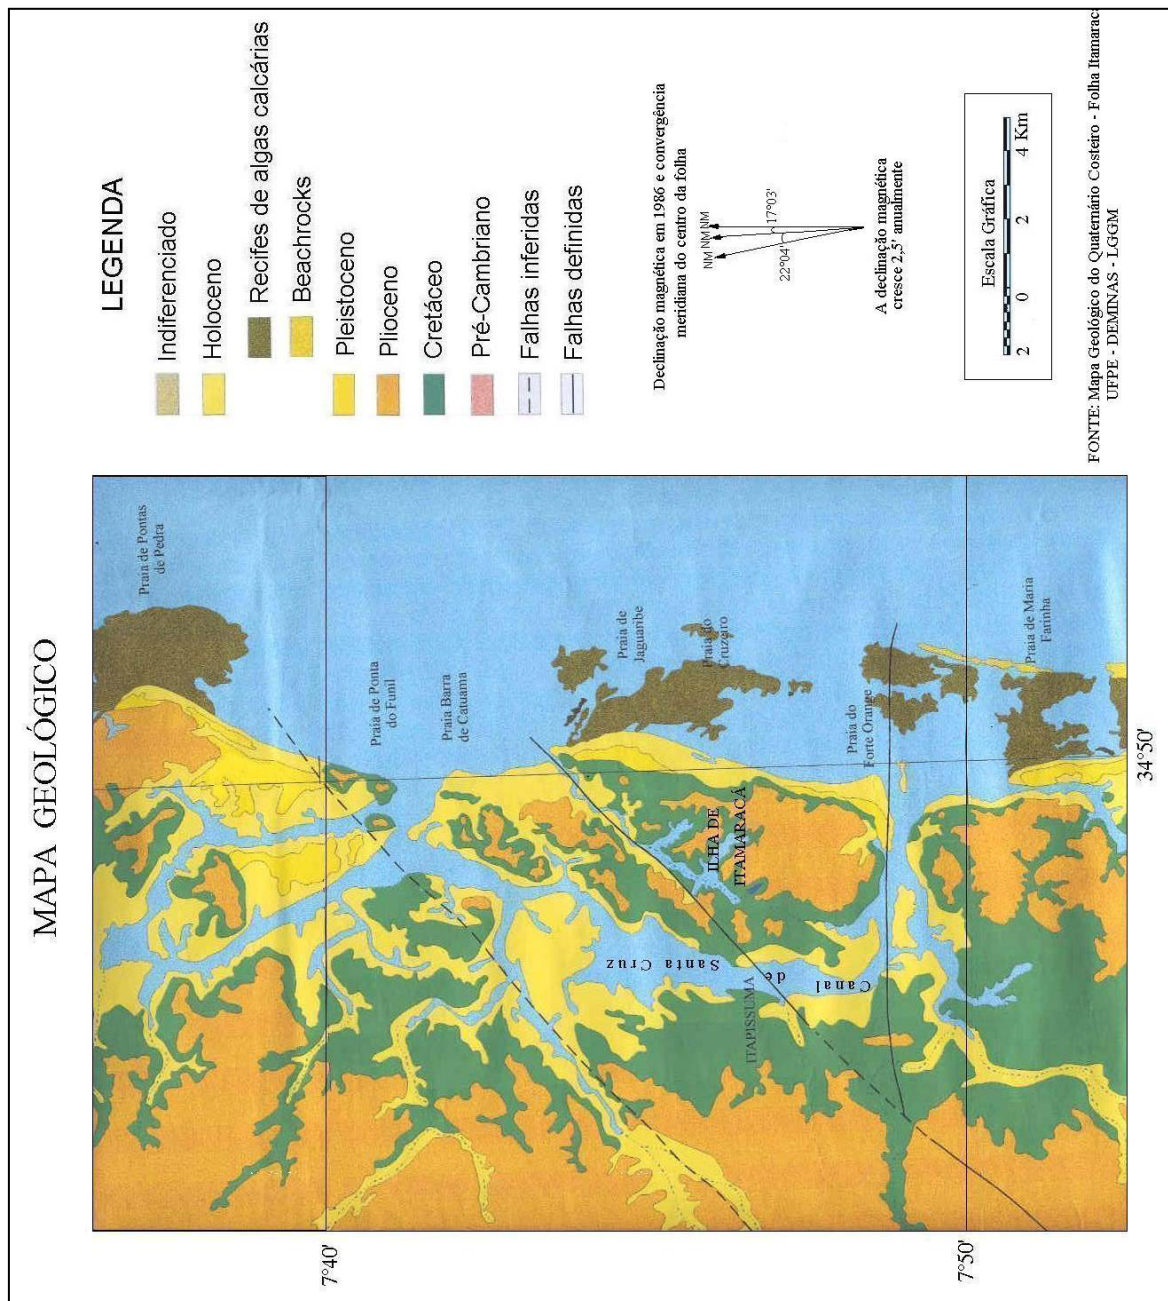 MAPA GEOLÓGICO
Praia de Pontas
de Pedra
Praia de Ponta
do Funil
Praia Barra
de Catuama
Praia de
Jaguaribe
Praia do
Cruzeiro
Praia do
Forte Orange
Praia de Maria
Farinha
ILHA DE
ITAMARACÁ
Canal de Santa Cruz
ITAPISSUMA
7°40'
7°50'
34°50'
LEGENDA
Indiferenciado
Holoceno
Recifes de algas calcárias
Beachrocks
Pleistoceno
Plioceno
Cretáceo
Pré-Cambriano
Falhas inferidas
Falhas definidas
Declinação magnética em 1986 e convergência
meridiana do centro da folha
NM NM NM
17°03'
22°04'
A declinação magnética
cresce 2,5' anualmente
Escala Gráfica
2 0 2 4 Km
FONTE: Mapa Geológico do Quaternário Costeiro - Folha Itamarac
UFPE - DEMINAS - LGGM